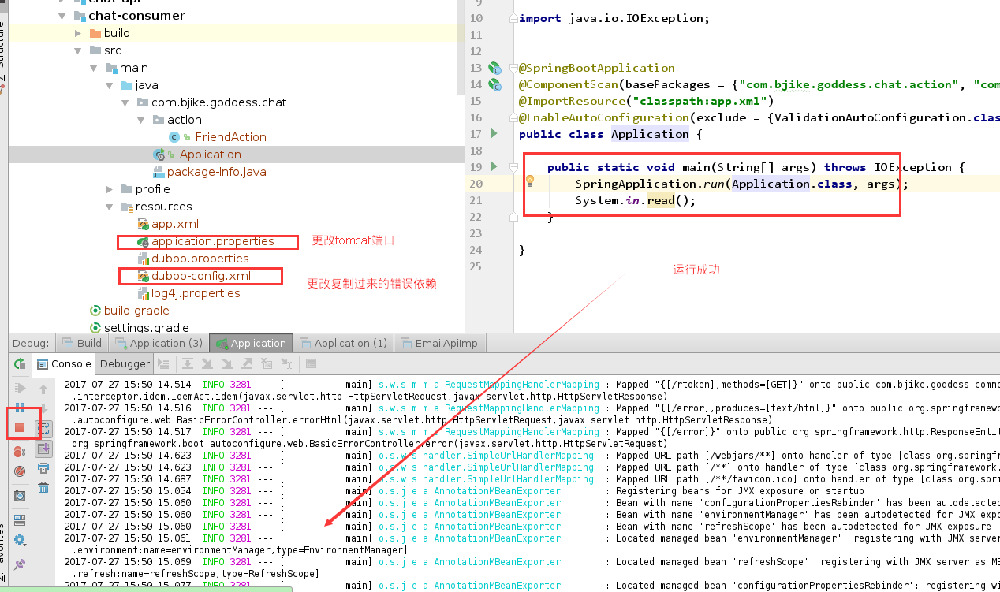 chat-consumer
build
src
main
java
com.bjike.goddess.chat
action
FriendAction
Application
package-info.java
profile
resources
app.xml
application.properties
更改tomcat端口
dubbo.properties
dubbo-config.xml
更改复制过来的错误依赖
log4j.properties
build.gradle
settings.gradle
9
10 import java.io.IOException;
11
12
13 @SpringBootApplication
14 @ComponentScan(basePackages = {"com.bjike.goddess.chat.action", "com
15 @ImportResource("classpath:app.xml")
16 @EnableAutoConfiguration(exclude = {ValidationAutoConfiguration.clas
17 public class Application {
18
19 public static void main(String[] args) throws IOException {
20 SpringApplication.run(Application.class, args);
21 System.in.read();
22 }
23
24 }
25
运行成功
Debug: Build Application (3) Application Application (1) EmailApiImpl
Console Debugger
2017-07-27 15:50:14.514 INFO 3281 --- [ main] s.w.s.m.m.a.RequestMappingHandlerMapping : Mapped "{[/rtoken],methods=[GET]}" onto public com.bjike.goddess.commo
.interceptor.idem.IdemAct.idem(javax.servlet.http.HttpServletRequest,javax.servlet.http.HttpServletResponse)
2017-07-27 15:50:14.516 INFO 3281 --- [ main] s.w.s.m.m.a.RequestMappingHandlerMapping : Mapped "{[/error],produces=[text/html]}" onto public org.springframework
.autoconfigure.web.BasicErrorController.errorHtml(javax.servlet.http.HttpServletRequest,javax.servlet.http.HttpServletResponse)
2017-07-27 15:50:14.517 INFO 3281 --- [ main] s.w.s.m.m.a.RequestMappingHandlerMapping : Mapped "{[/error]}" onto public org.springframework.http.ResponseEntit
org.springframework.boot.autoconfigure.web.BasicErrorController.error(javax.servlet.http.HttpServletRequest)
2017-07-27 15:50:14.623 INFO 3281 --- [ main] o.s.w.s.handler.SimpleUrlHandlerMapping : Mapped URL path [/webjars/**] onto handler of type [class org.springfr
2017-07-27 15:50:14.623 INFO 3281 --- [ main] o.s.w.s.handler.SimpleUrlHandlerMapping : Mapped URL path [/**] onto handler of type [class org.springframework.
2017-07-27 15:50:14.687 INFO 3281 --- [ main] o.s.w.s.handler.SimpleUrlHandlerMapping : Mapped URL path [/**/favicon.ico] onto handler of type [class org.spri
2017-07-27 15:50:15.054 INFO 3281 --- [ main] o.s.j.e.a.AnnotationMBeanExporter : Registering beans for JMX exposure on startup
2017-07-27 15:50:15.060 INFO 3281 --- [ main] o.s.j.e.a.AnnotationMBeanExporter : Bean with name 'configurationPropertiesRebinder' has been autodetected
2017-07-27 15:50:15.060 INFO 3281 --- [ main] o.s.j.e.a.AnnotationMBeanExporter : Bean with name 'environmentManager' has been autodetected for JMX expo
2017-07-27 15:50:15.060 INFO 3281 --- [ main] o.s.j.e.a.AnnotationMBeanExporter : Bean with name 'refreshScope' has been autodetected for JMX exposure
2017-07-27 15:50:15.061 INFO 3281 --- [ main] o.s.j.e.a.AnnotationMBeanExporter : Located managed bean 'environmentManager': registering with JMX server
.environment:name=environmentManager,type=EnvironmentManager]
2017-07-27 15:50:15.069 INFO 3281 --- [ main] o.s.j.e.a.AnnotationMBeanExporter : Located managed bean 'refreshScope': registering with JMX server as MB
.refresh:name=refreshScope,type=RefreshScope]
2017-07-27 15:50:15.077 INFO 3281 --- [ main] o.s.j.e.a.AnnotationMBeanExporter : Located managed bean 'configurationPropertiesRebinder': registering wi